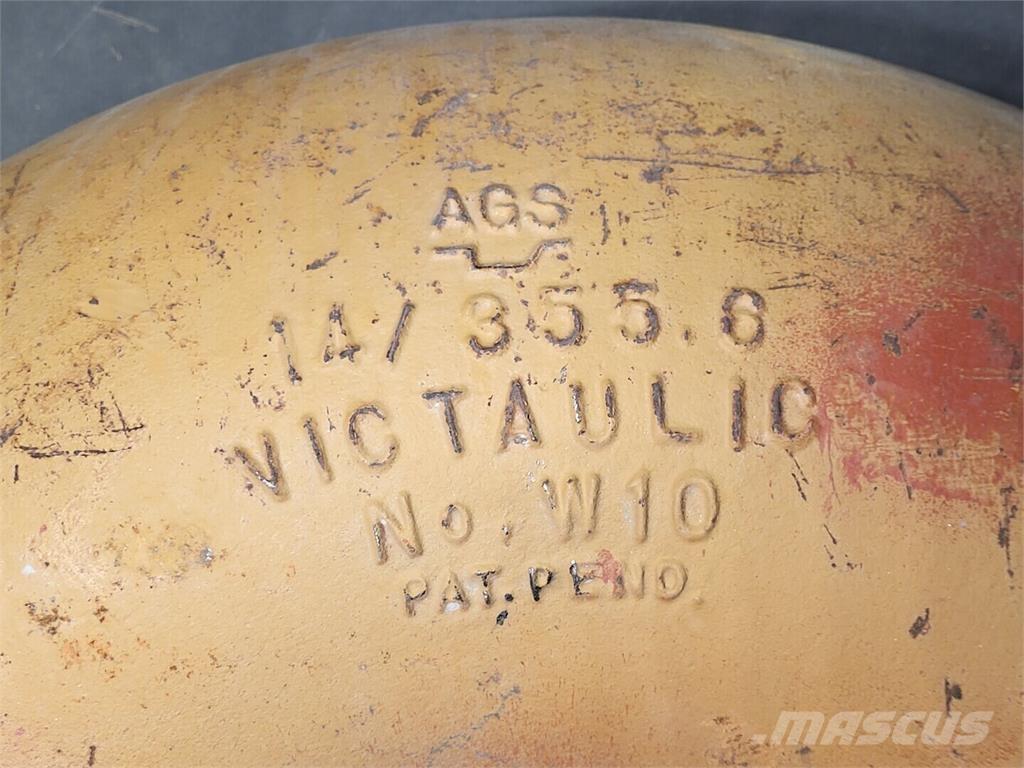 AGS
14/355.6
VICTAULIC
No. W10
PAT. PEND.
.mascus